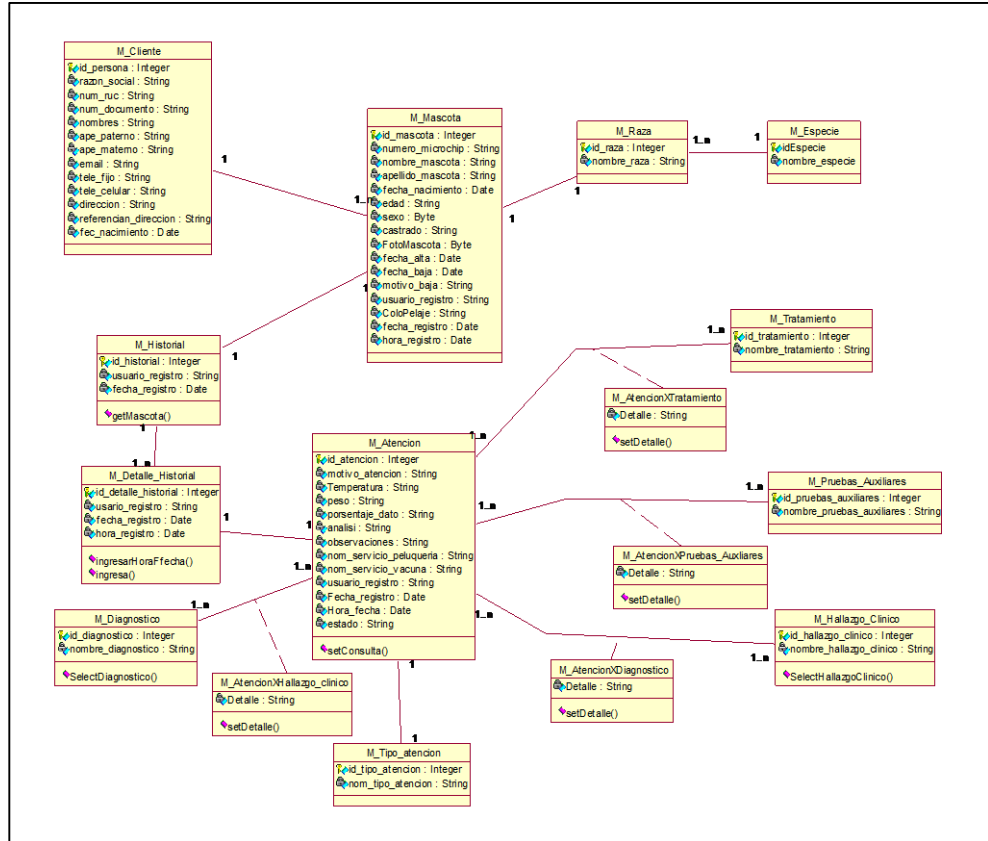 M_Cliente
id_persona : Integer
razon_social : String
num_ruc : String
num_documento : String
nombres : String
ape_paterno : String
ape_materno : String
email : String
tele_fijo : String
tele_celular : String
direccion : String
referencian_direccion : String
fec_nacimiento : Date
1
1..n
M_Mascota
id_mascota : Integer
numero_microchip : String
nombre_mascota : String
apellido_mascota : String
fecha_nacimiento : Date
edad : String
sexo : Byte
castrado : String
FotoMascota : Byte
fecha_alta : Date
fecha_baja : Date
motivo_baja : String
usuario_registro : String
ColoPelaje : String
fecha_registro : Date
hora_registro : Date
1
1
M_Raza
id_raza : Integer
nombre_raza : String
1..n
1
M_Especie
idEspecie
nombre_especie
1
1
M_Historial
id_historial : Integer
usuario_registro : String
fecha_registro : Date
getMascota()
1
1..n
M_Detalle_Historial
id_detalle_historial : Integer
usario_registro : String
fecha_registro : Date
hora_registro : Date
ingresarHoraFfecha()
ingresa()
1
1
M_Atencion
id_atencion : Integer
motivo_atencion : String
Temperatura : String
peso : String
porsentaje_dato : String
analisi : String
observaciones : String
nom_servicio_peluqueria : String
nom_servicio_vacuna : String
usuario_registro : String
Fecha_registro : Date
Hora_fecha : Date
estado : String
setConsulta()
1..n
1..n
M_Tratamiento
id_tratamiento : Integer
nombre_tratamiento : String
M_AtencionXTratamiento
Detalle : String
setDetalle()
1..n
1..n
M_Pruebas_Auxiliares
id_pruebas_auxiliares : Integer
nombre_pruebas_auxiliares : String
M_AtencionXPruebas_Auxliares
Detalle : String
setDetalle()
1..n
1..n
M_Hallazgo_Clinico
id_hallazgo_clinico : Integer
nombre_hallazgo_clinico : String
SelectHallazgoClinico()
M_AtencionXDiagnostico
Detalle : String
setDetalle()
1..n
1..n
M_Diagnostico
id_diagnostico : Integer
nombre_diagnostico : String
SelectDiagnostico()
M_AtencionXHallazgo_clinico
Detalle : String
setDetalle()
1
1
M_Tipo_atencion
id_tipo_atencion : Integer
nom_tipo_atencion : String